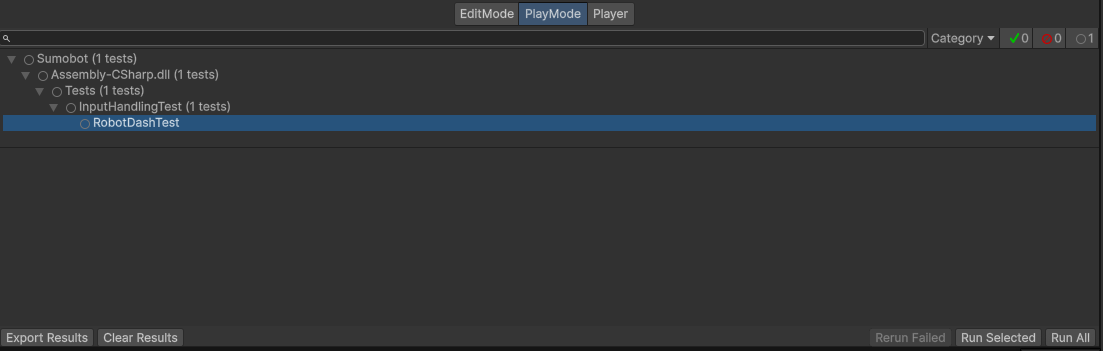 EditMode PlayMode Player
Category 0 0 1
Sumobot (1 tests)
Assembly-CSharp.dll (1 tests)
Tests (1 tests)
InputHandlingTest (1 tests)
RobotDashTest
Export Results Clear Results Rerun Failed Run Selected Run All